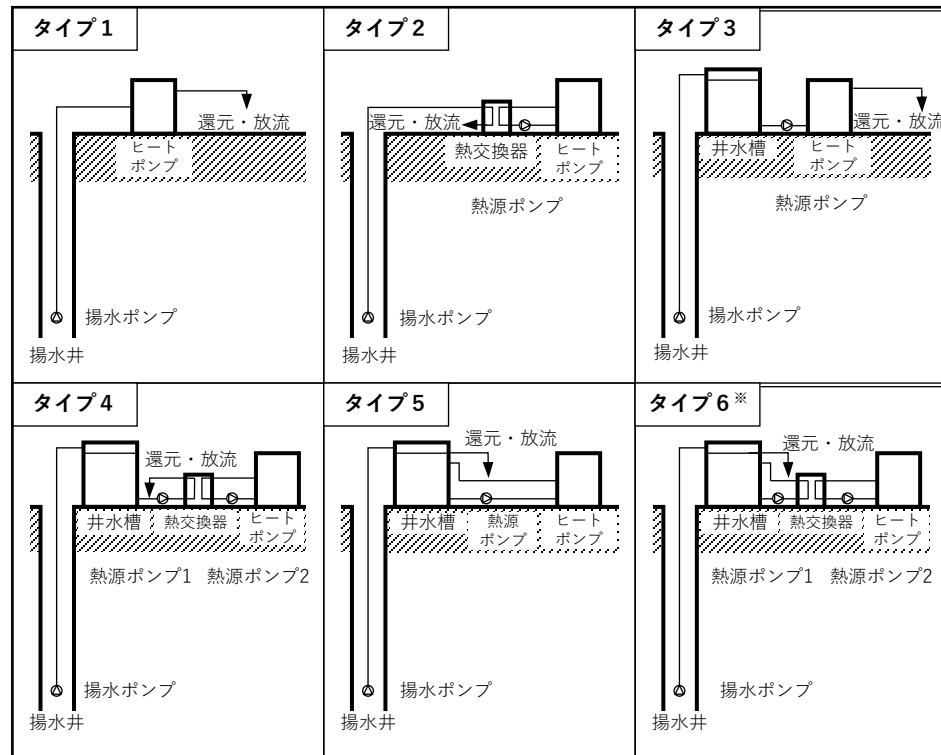 タイプ1
還元・放流
ヒート
ポンプ
揚水ポンプ
揚水井
タイプ2
還元・放流
熱交換器
ヒート
ポンプ
熱源ポンプ
揚水ポンプ
揚水井
タイプ3
還元・放流
井水槽
ヒート
ポンプ
熱源ポンプ
揚水ポンプ
揚水井
タイプ4
還元・放流
井水槽
熱交換器
ヒート
ポンプ
熱源ポンプ1
熱源ポンプ2
揚水ポンプ
揚水井
タイプ5
還元・放流
井水槽
熱源
ポンプ
ヒート
ポンプ
揚水ポンプ
揚水井
タイプ6※
還元・放流
井水槽
熱交換器
ヒート
ポンプ
熱源ポンプ1
熱源ポンプ2
揚水ポンプ
揚水井